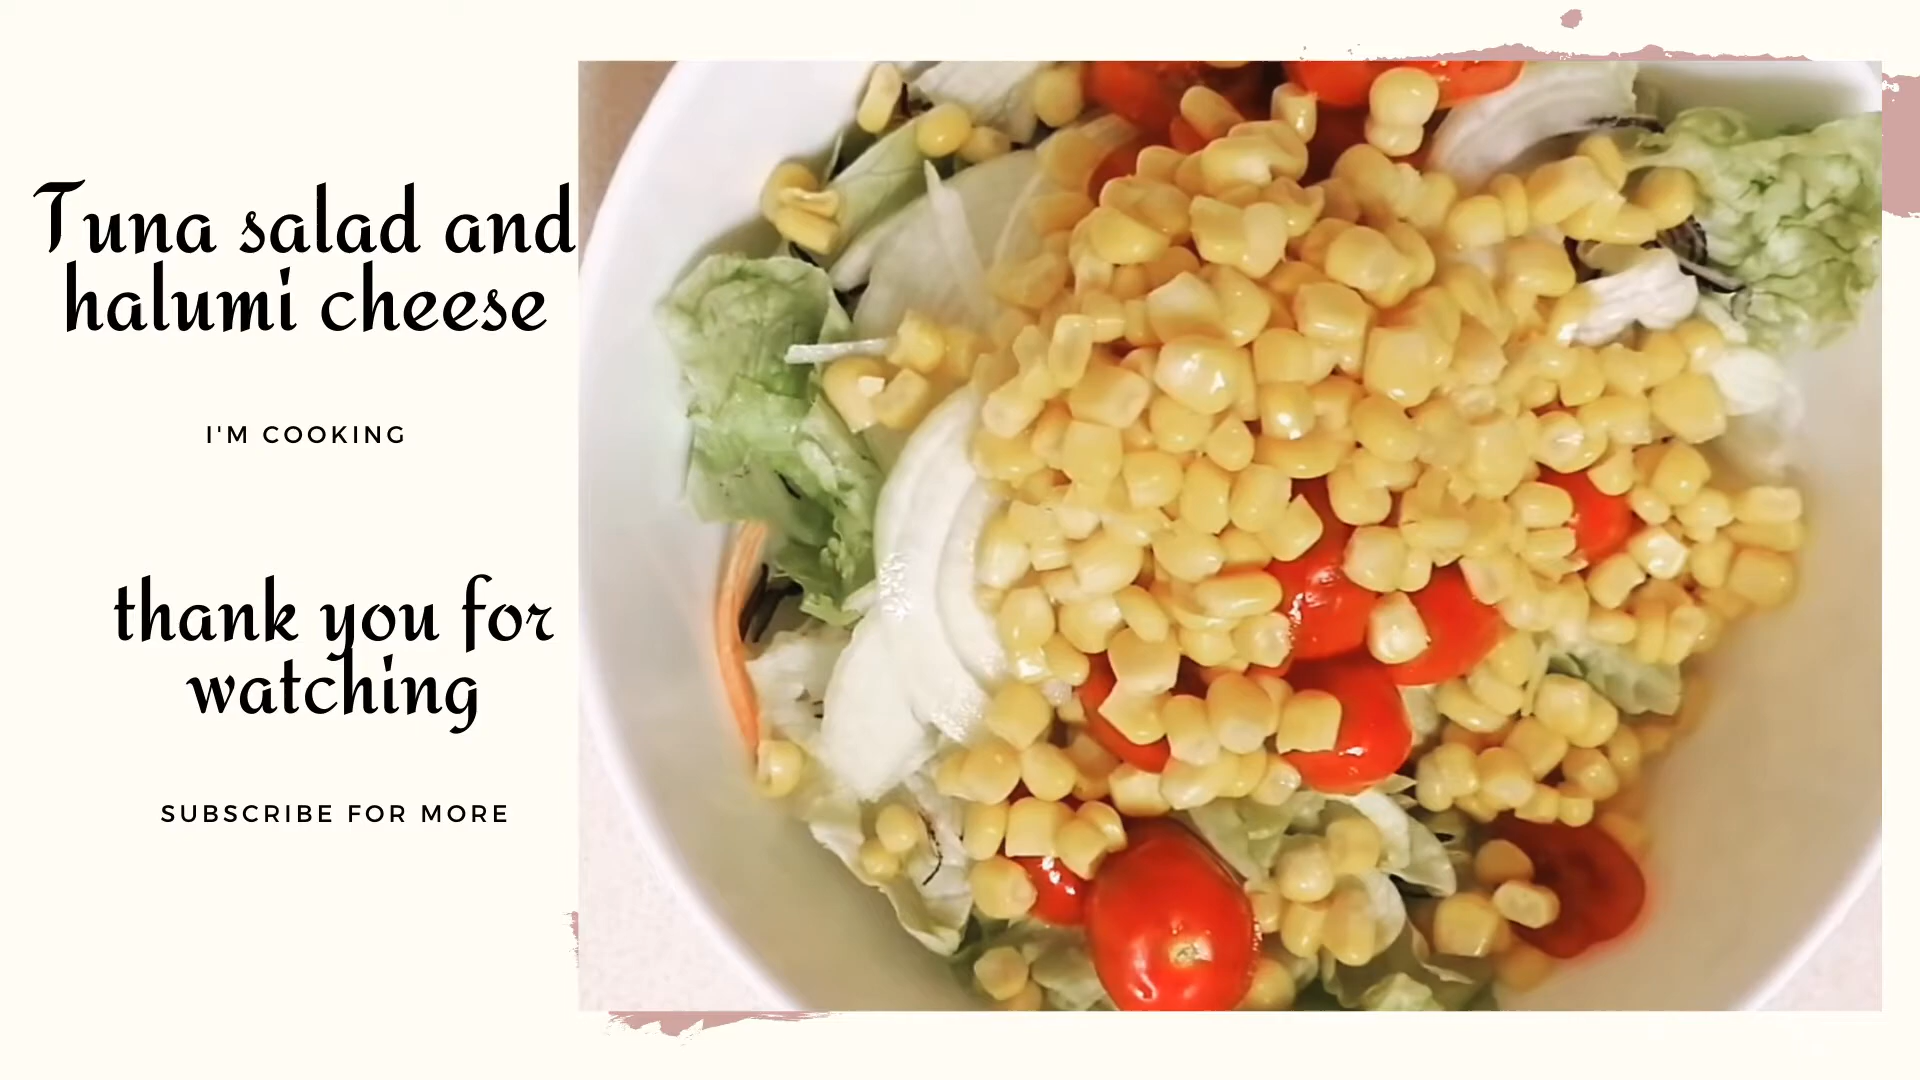 Tuna salad and
halumi cheese
I'M COOKING
thank you for
watching
SUBSCRIBE FOR MORE